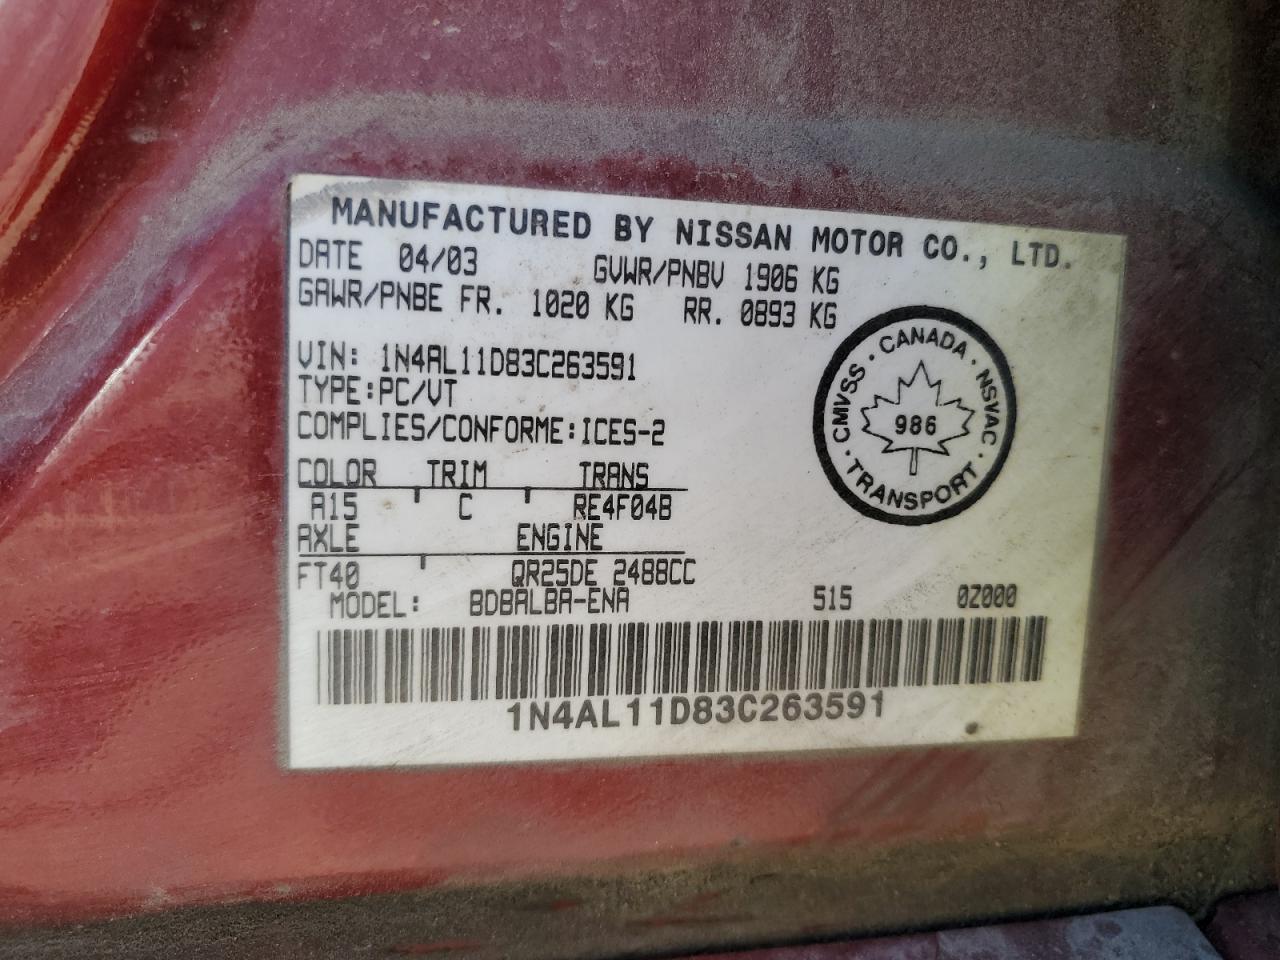 MANUFACTURED BY NISSAN MOTOR CO., LTD.
DATE 04/03 GVWR/PNBV 1906 KG
GAWR/PNBE FR. 1020 KG RR. 0893 KG
VIN: 1N4AL11D83C263591
TYPE:PC/VT
COMPLIES/CONFORME:ICES-2
CMVSS · CANADA · NSVAC · TRANSPORT ·
986
COLOR TRIM TRANS
A15 C RE4F04B
AXLE ENGINE
FT40 QR25DE 2488CC
MODEL: BDBALBA-ENA 515 0Z000
1N4AL11D83C263591